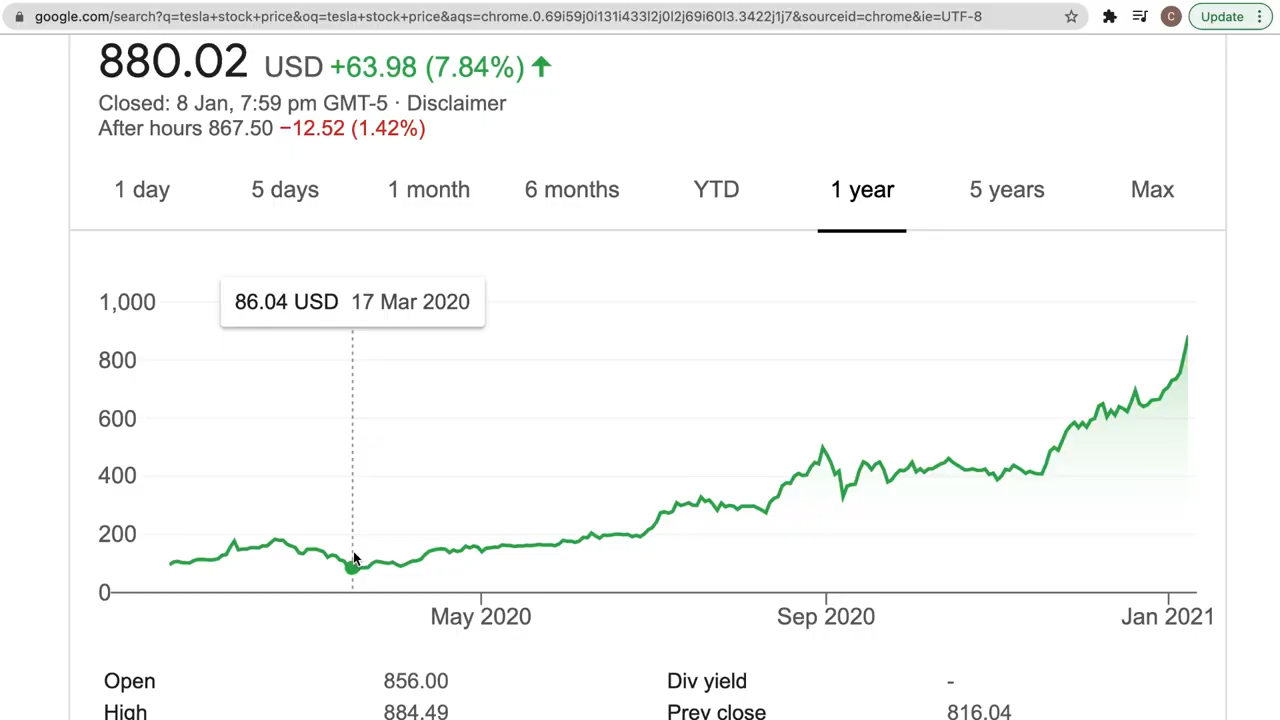 google.com/search?q=tesla+stock+price&oq=tesla+stock+price&aqs=chrome.0.69i59j0i131i433l2j0l2j69i60l3.3422j1j7&sourceid=chrome&ie=UTF-8
C
Update
880.02 USD +63.98 (7.84%)
Closed: 8 Jan, 7:59 pm GMT-5 · Disclaimer
After hours 867.50 −12.52 (1.42%)
1 day 5 days 1 month 6 months YTD 1 year 5 years Max
86.04 USD 17 Mar 2020
1,000
800
600
400
200
0
May 2020 Sep 2020 Jan 2021
Open 856.00 Div yield -
High 884.49 Prev close 816.04